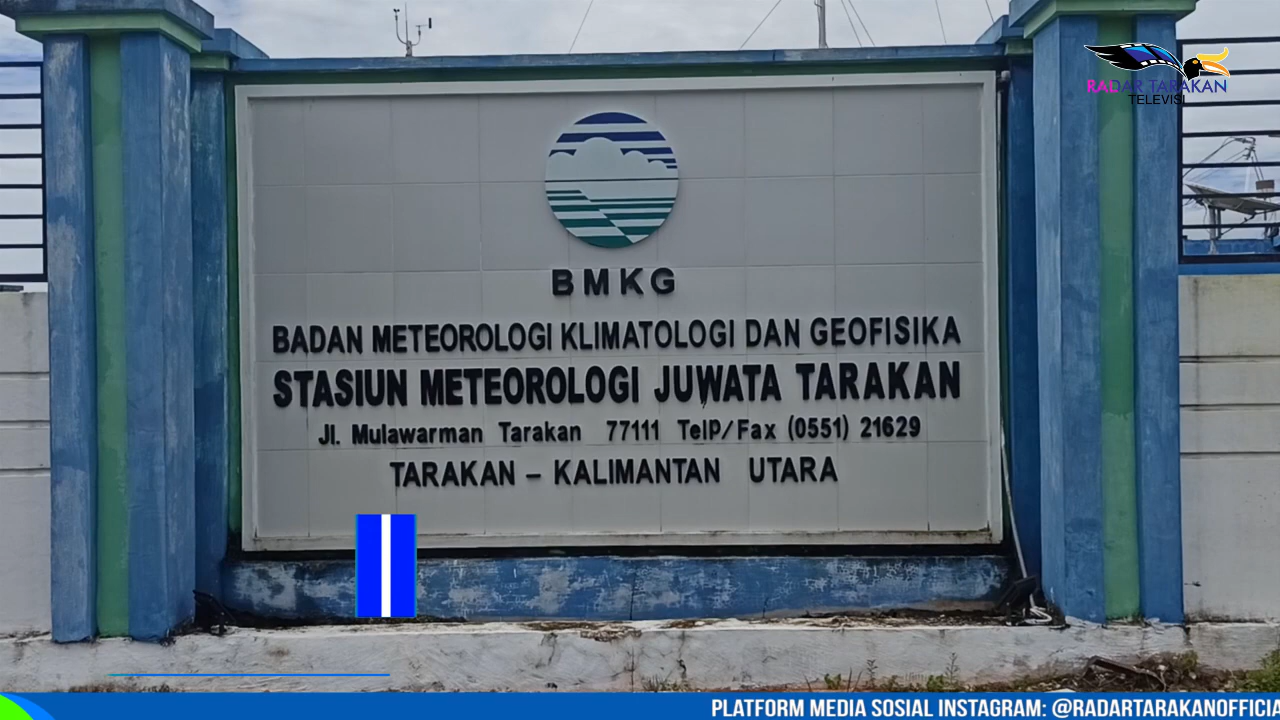 RADAR TARAKAN
TELEVISI
BMKG
BADAN METEOROLOGI KLIMATOLOGI DAN GEOFISIKA
STASIUN METEOROLOGI JUWATA TARAKAN
Jl. Mulawarman Tarakan 77111 Telp/Fax (0551) 21629
TARAKAN – KALIMANTAN UTARA
PLATFORM MEDIA SOSIAL INSTAGRAM: @RADARTARAKANOFFICIA